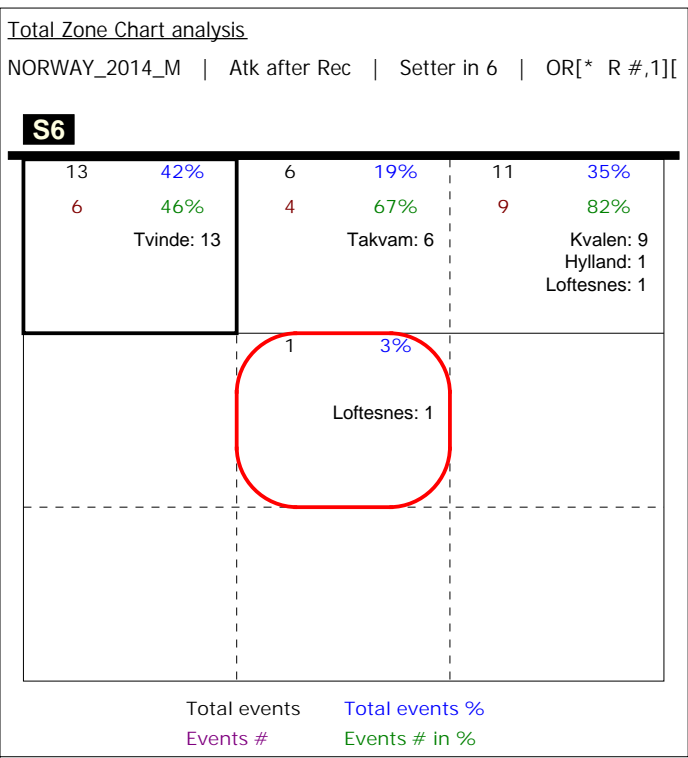 Total Zone Chart analysis
NORWAY_2014_M | Atk after Rec | Setter in 6 | OR[* R #,1][
S6
13 42% 6 19% 11 35%
6 46% 4 67% 9 82%
Tvinde: 13 Takvam: 6 Kvalen: 9
Hylland: 1
Loftesnes: 1
1 3%
Loftesnes: 1
Total events Total events %
Events # Events # in %